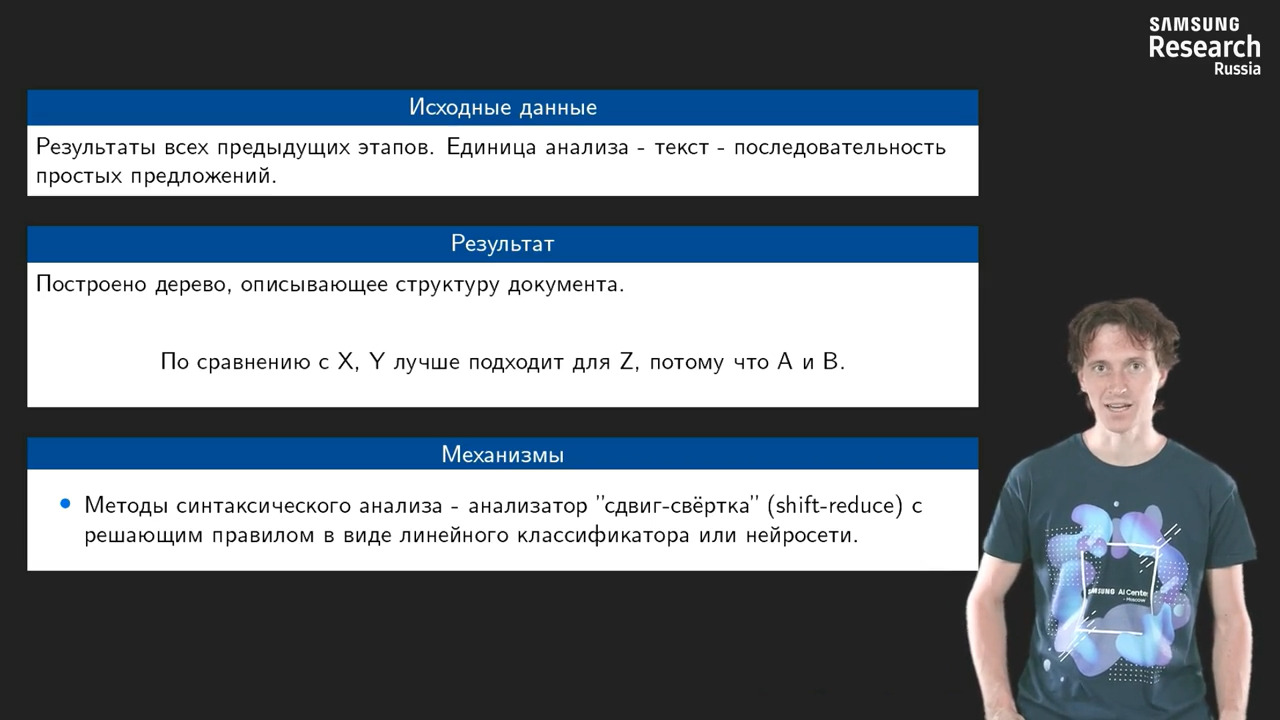 SAMSUNG
Research
Russia
Исходные данные
Результаты всех предыдущих этапов. Единица анализа - текст - последовательность
простых предложений.
Результат
Построено дерево, описывающее структуру документа.
По сравнению с X, Y лучше подходит для Z, потому что A и B.
Механизмы
• Методы синтаксического анализа - анализатор "сдвиг-свёртка" (shift-reduce) с
решающим правилом в виде линейного классификатора или нейросети.
SAMSUNG AI Center
- Moscow